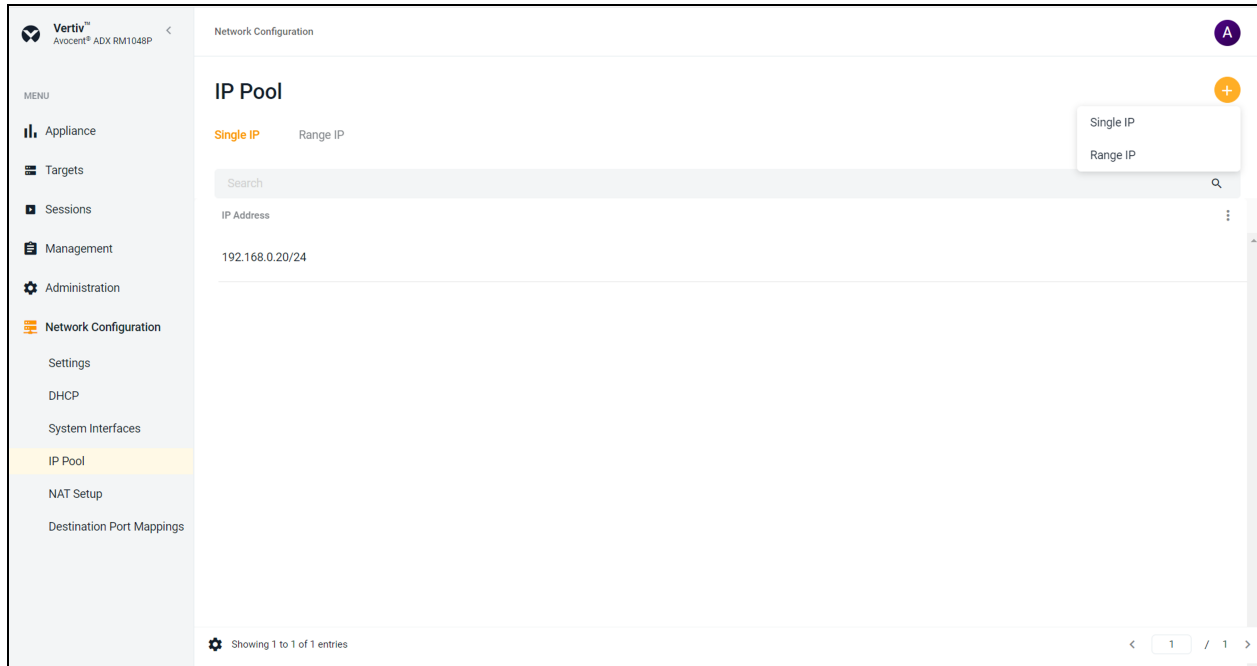 Vertiv™
Avocent® ADX RM1048P
Network Configuration
A
MENU
Appliance
Targets
Sessions
Management
Administration
Network Configuration
Settings
DHCP
System Interfaces
IP Pool
NAT Setup
Destination Port Mappings
IP Pool
Single IP
Range IP
Single IP
Range IP
Search
IP Address
192.168.0.20/24
Showing 1 to 1 of 1 entries
1 / 1